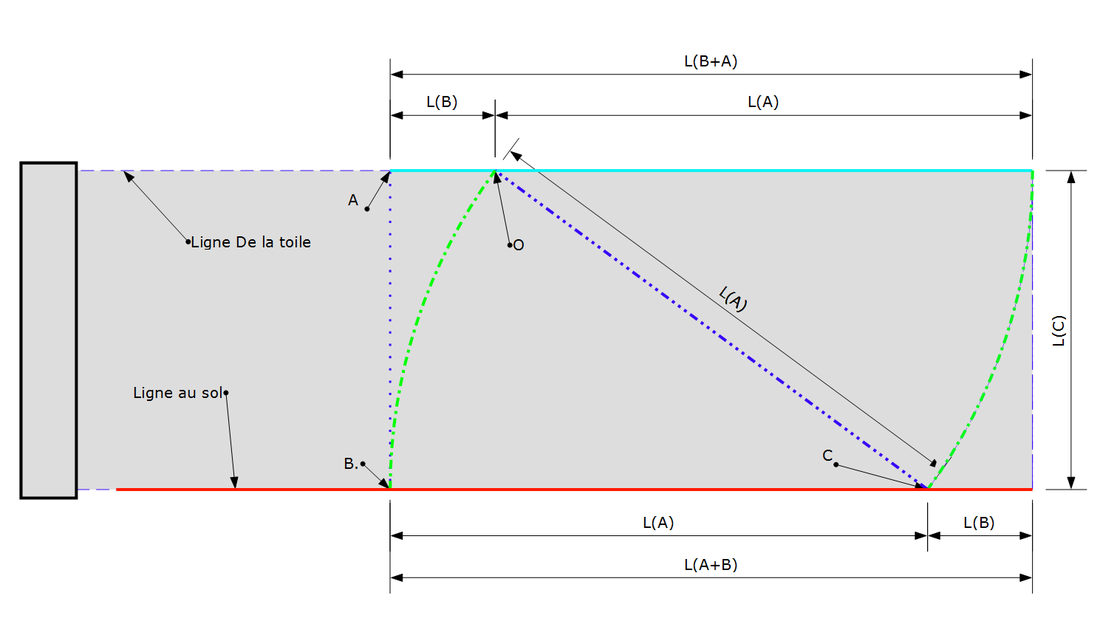 L(B+A)
L(B)
L(A)
A
Ligne De la toile
O
L(A)
L(C)
Ligne au sol
B.
C
L(A)
L(B)
L(A+B)